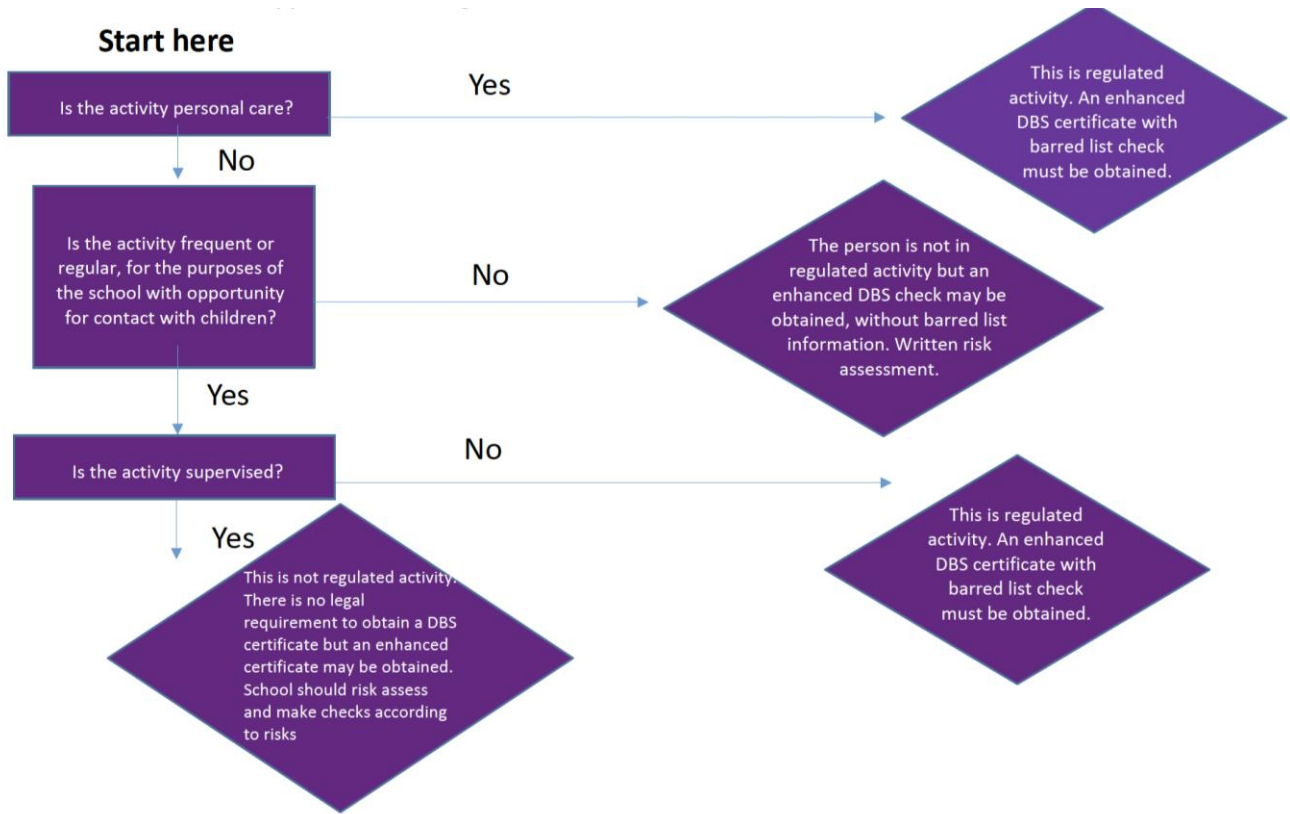 Start here
Is the activity personal care?
Yes
This is regulated
activity. An enhanced
DBS certificate with
barred list check
must be obtained.
No
Is the activity frequent or
regular, for the purposes of
the school with opportunity
for contact with children?
No
The person is not in
regulated activity but an
enhanced DBS check may be
obtained, without barred list
information. Written risk
assessment.
Yes
Is the activity supervised?
No
This is regulated
activity. An enhanced
DBS certificate with
barred list check
must be obtained.
Yes
This is not regulated activity.
There is no legal
requirement to obtain a DBS
certificate but an enhanced
certificate may be obtained.
School should risk assess
and make checks according
to risks